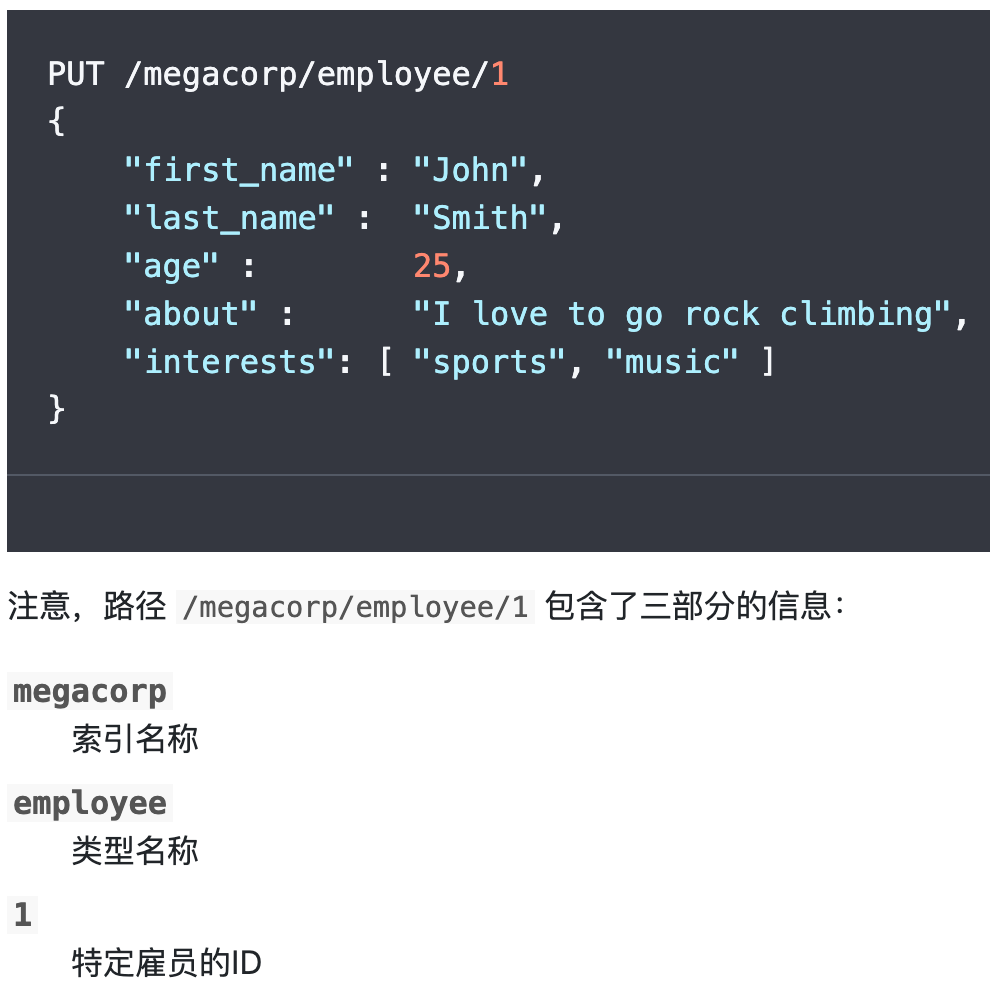 PUT /megacorp/employee/1
{
    "first_name" : "John",
    "last_name" :  "Smith",
    "age" :        25,
    "about" :      "I love to go rock climbing",
    "interests": [ "sports", "music" ]
}
注意，路径 /megacorp/employee/1 包含了三部分的信息：
megacorp
索引名称
employee
类型名称
1
特定雇员的ID